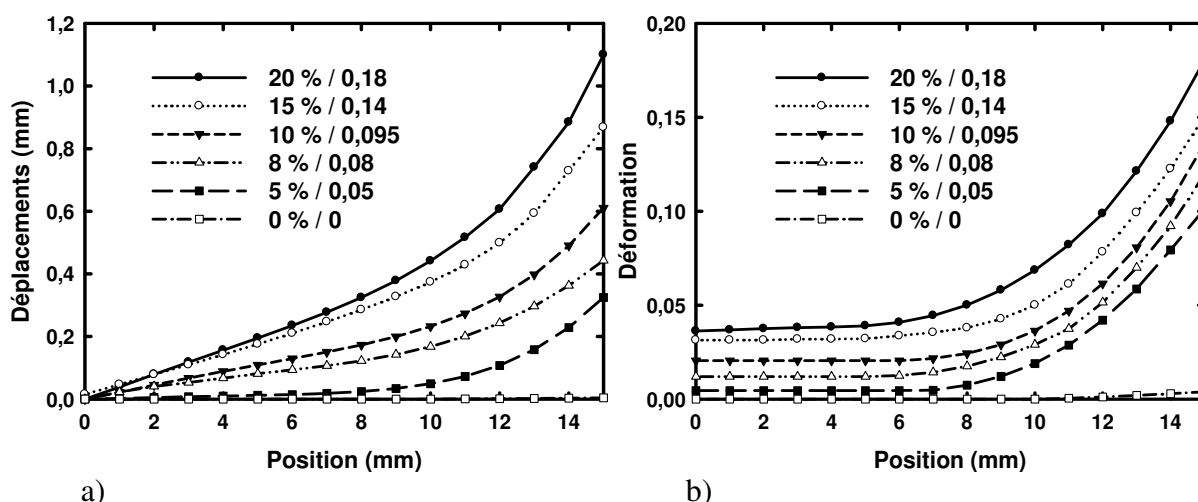 1,2
1,0
0,8
0,6
0,4
0,2
0,0
Déplacements (mm)
20 % / 0,18
15 % / 0,14
10 % / 0,095
8 % / 0,08
5 % / 0,05
0 % / 0
0 2 4 6 8 10 12 14
Position (mm)
a)
0,20
0,15
0,10
0,05
0,00
Déformation
20 % / 0,18
15 % / 0,14
10 % / 0,095
8 % / 0,08
5 % / 0,05
0 % / 0
0 2 4 6 8 10 12 14
Position (mm)
b)